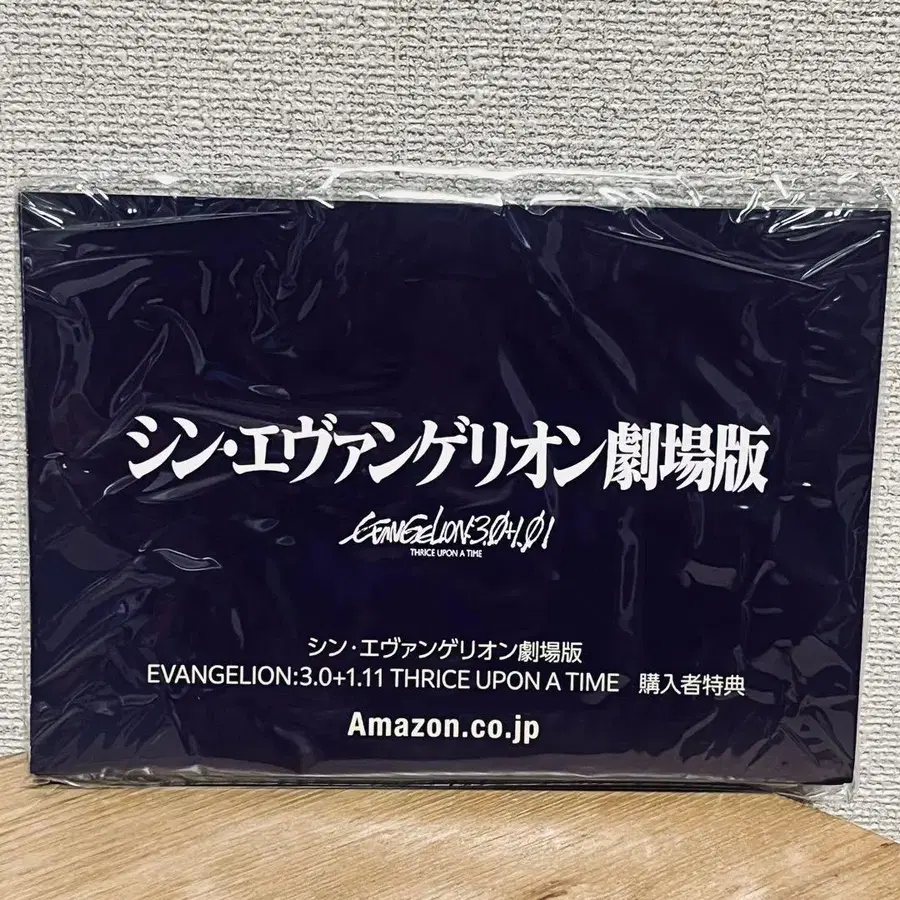 シン・エヴァンゲリオン劇場版
EVANGELION:3.0+1.01
THRICE UPON A TIME
シン・エヴァンゲリオン劇場版
EVANGELION:3.0+1.11 THRICE UPON A TIME 購入者特典
Amazon.co.jp